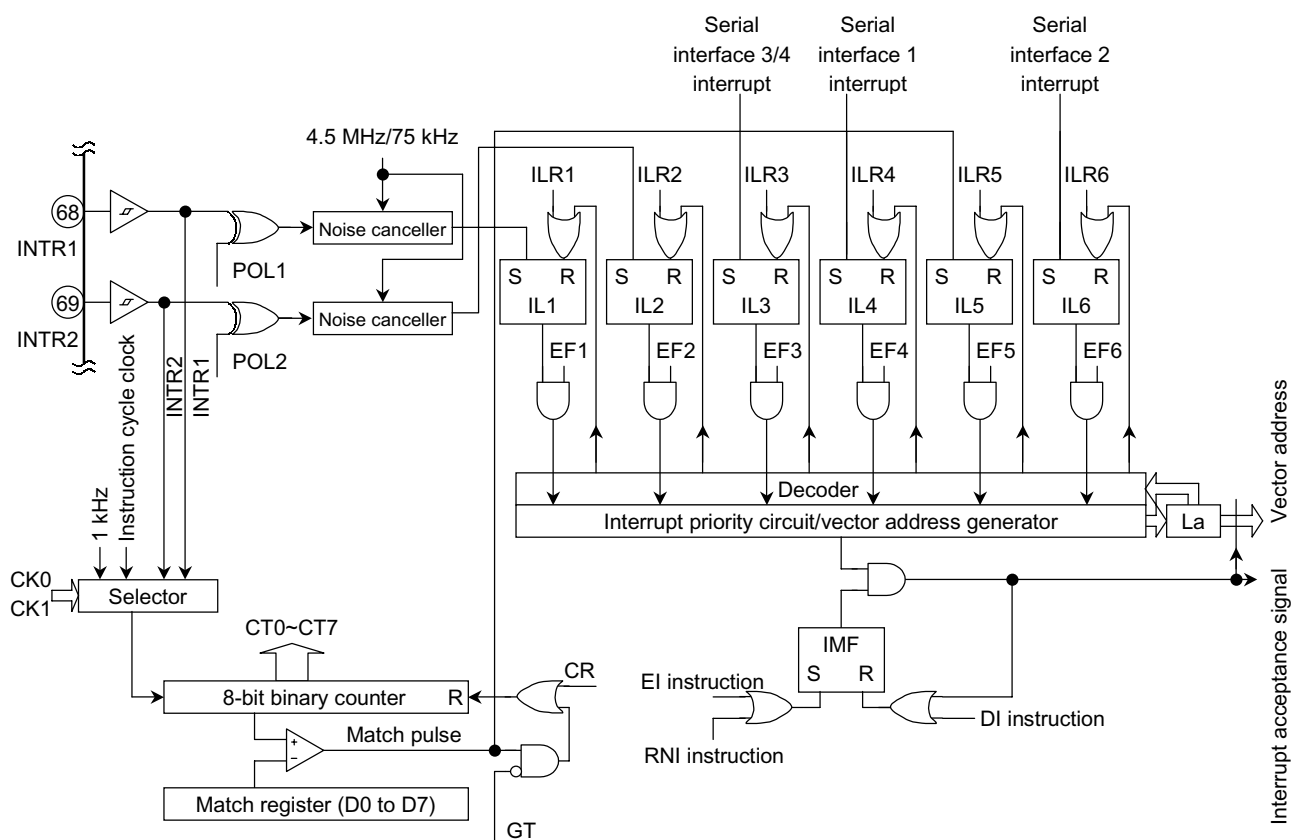 Serial
interface 3/4
interrupt
Serial
interface 1
interrupt
Serial
interface 2
interrupt
4.5 MHz/75 kHz
ILR1
ILR2
ILR3
ILR4
ILR5
ILR6
68
INTR1
POL1
Noise canceller
69
INTR2
POL2
Noise canceller
S R
IL1
S R
IL2
S R
IL3
S R
IL4
S R
IL5
S R
IL6
EF1
EF2
EF3
EF4
EF5
EF6
1 kHz
Instruction cycle clock
INTR2
INTR1
Decoder
Interrupt priority circuit/vector address generator
La
Vector address
Interrupt acceptance signal
CK0
CK1
Selector
CT0~CT7
8-bit binary counter R
CR
+
−
Match pulse
Match register (D0 to D7)
GT
IMF
S R
EI instruction
RNI instruction
DI instruction